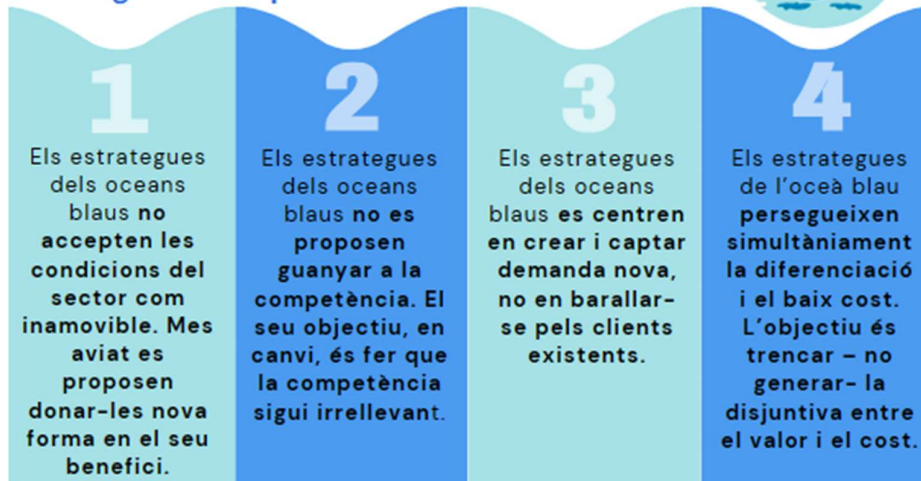 1
Els estrategues
dels oceans
blaus no
accepten les
condicions del
sector com
inamovible. Mes
aviat es
proposen
donar-les nova
forma en el seu
benefici.
2
Els estrategues
dels oceans
blaus no es
proposen
guanyar a la
competència. El
seu objectiu, en
canvi, és fer que
la competència
sigui irrellevant.
3
Els estrategues
dels oceans
blaus es centren
en crear i captar
demanda nova,
no en barallar-
se pels clients
existents.
4
Els estrategues
de l'oceà blau
persegueixen
simultàniament
la diferenciació
i el baix cost.
L'objectiu és
trencar – no
generar- la
disjuntiva entre
el valor i el cost.